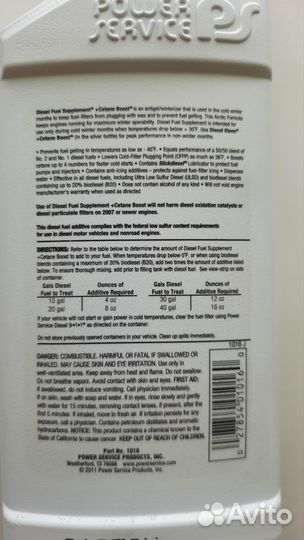 POWER
SERVICE PS
Diesel Fuel Supplement® +Cetane Boost® is an antigel/winterizer that is used in the cold winter
months to keep fuel-filters from plugging with wax and to prevent fuel gelling. This Arctic Formula
keeps engines running for maximum winter operability. Diesel Fuel Supplement is intended for
use only during cold winter months when temperatures drop below + 30°F. Use Diesel Kleen®
+Cetane Boost® (in the silver bottle) for peak performance in non-winter months.
• Prevents fuel gelling in temperatures as low as - 40°F. • Equals performance of a 50/50 blend of
No. 2 and No. 1 diesel fuels • Lowers Cold-Filter Plugging Point (CFPP) as much as 36°F. • Boosts
cetane up to 4 numbers for faster cold starts • Contains Slickdiesel® Lubricator to protect fuel
pumps and injectors • Contains anti-icing additives – protects against fuel-filter icing • Disperses
water • Effective in all diesel fuels, including Ultra Low Sulfur Diesel (ULSD) and biodiesel blends
containing up to 20% biodiesel (B20) • Does not contain alcohol of any kind • Will not void engine
manufacturer's warranty when used as directed
Use of Diesel Fuel Supplement+Cetane Boost will not harm diesel oxidation catalysts or
diesel particulate filters on 2007 or newer engines.
This diesel fuel additive complies with the federal low sulfur content requirements
for use in diesel motor vehicles and nonroad engines.
DIRECTIONS: Refer to the table below to determine the amount of Diesel Fuel Supplement
+Cetane Boost to add to your fuel. When temperatures drop below 0°F. or when using biodiesel
blends containing a maximum of 20% biodiesel (B20), add two times the amount of additive listed
below. To ensure thorough mixing, add prior to filling tank with diesel fuel. See view-strip on side
of container.
Gals Diesel Ounces of Gals Diesel Ounces of
Fuel to Treat Additive Required Fuel to Treat Additive Required
10 gal 4 oz 30 gal 12 oz
20 gal 8 oz 40 gal 16 oz
If your vehicle will not start or gain power in cold temperatures, clear the fuel-filter using Power
Service Diesel 9•1•1® as directed on the container.
Do not store previously opened containers in your vehicle. Clean up spills immediately.
1016-J
DANGER: COMBUSTIBLE. HARMFUL OR FATAL IF SWALLOWED OR
INHALED. MAY CAUSE SKIN AND EYE IRRITATION. Use only in
well-ventilated area. Keep away from heat and flame. Do not swallow.
Do not breathe vapors. Avoid contact with skin and eyes. FIRST AID:
If swallowed, do not induce vomiting. Call physician immediately.
If on skin, wash with soap and water. If in eyes, rinse slowly and gently
with water for 15 minutes, removing contact lenses, if present, after the
first 5 minutes. If inhaled, move to fresh air. If irritation persists for any
exposure, call a physician. Contains petroleum distillates and aromatic
hydrocarbons. NOTICE: This product contains a chemical known to the
State of California to cause cancer. KEEP OUT OF REACH OF CHILDREN.
0 27854 01016 0
Part No. 1016
POWER SERVICE PRODUCTS, INC.
Weatherford, TX 76086 www.powerservice.com
© 2011 Power Service Products, Inc.
Avito